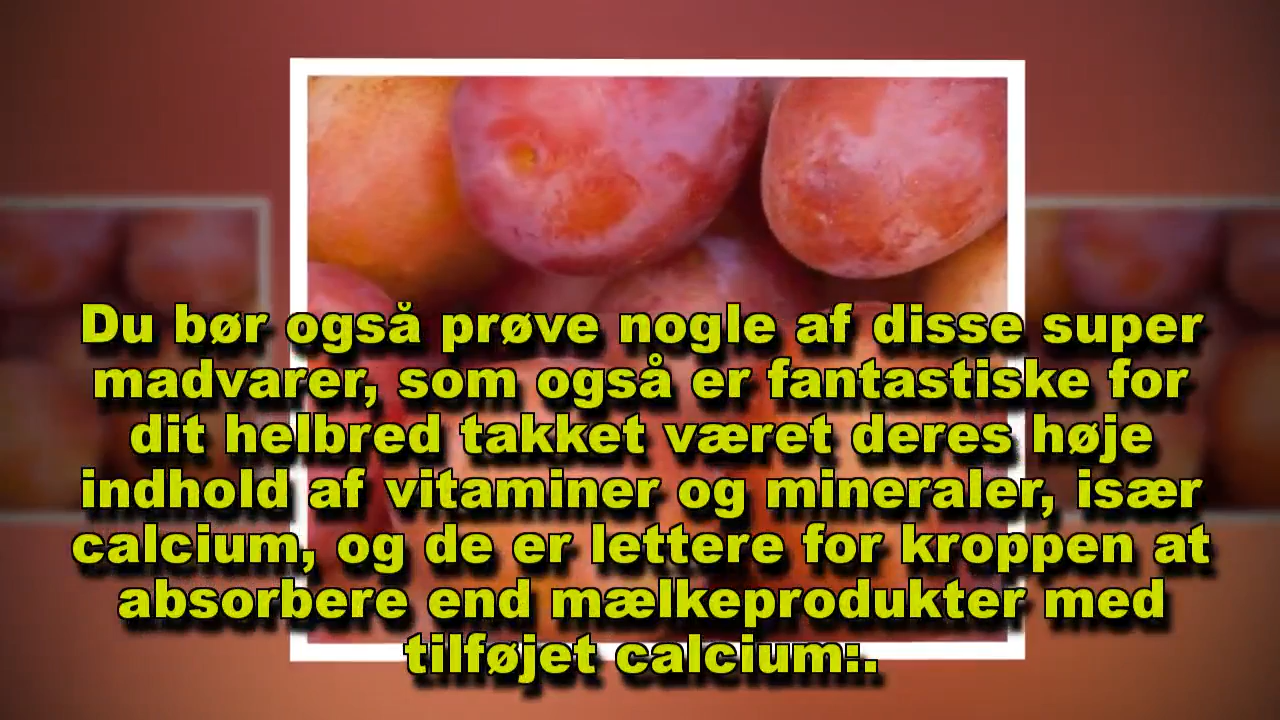 Du bør også prøve nogle af disse super
madvarer, som også er fantastiske for
dit helbred takket været deres høje
indhold af vitaminer og mineraler, især
calcium, og de er lettere for kroppen at
absorbere end mælkeprodukter med
tilføjet calcium:.